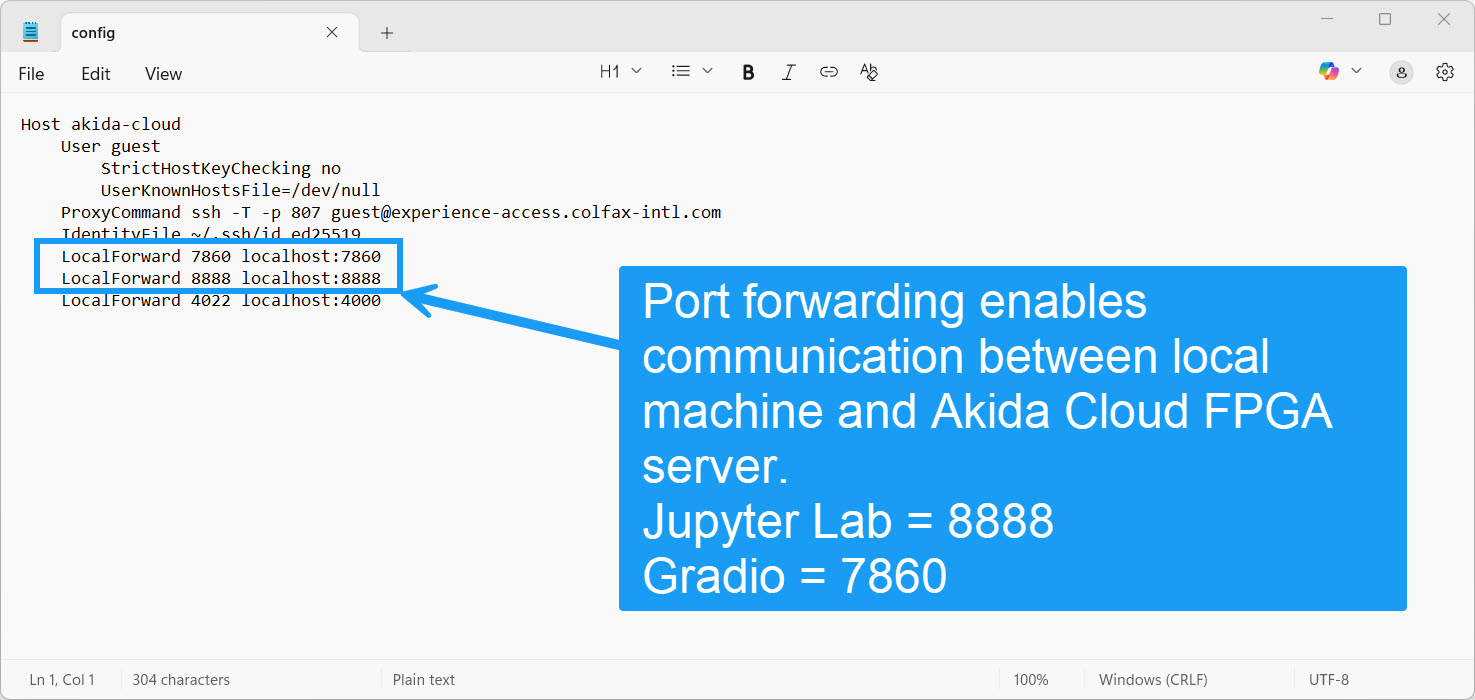 config
File Edit View
H1 B I
Host akida-cloud
User guest
StrictHostKeyChecking no
UserKnownHostsFile=/dev/null
ProxyCommand ssh -T -p 807 guest@experience-access.colfax-intl.com
IdentityFile ~/.ssh/id_ed25519
LocalForward 7860 localhost:7860
LocalForward 8888 localhost:8888
LocalForward 4022 localhost:4000
Port forwarding enables
communication between local
machine and Akida Cloud FPGA
server.
Jupyter Lab = 8888
Gradio = 7860
Ln 1, Col 1 304 characters Plain text 100% Windows (CRLF) UTF-8